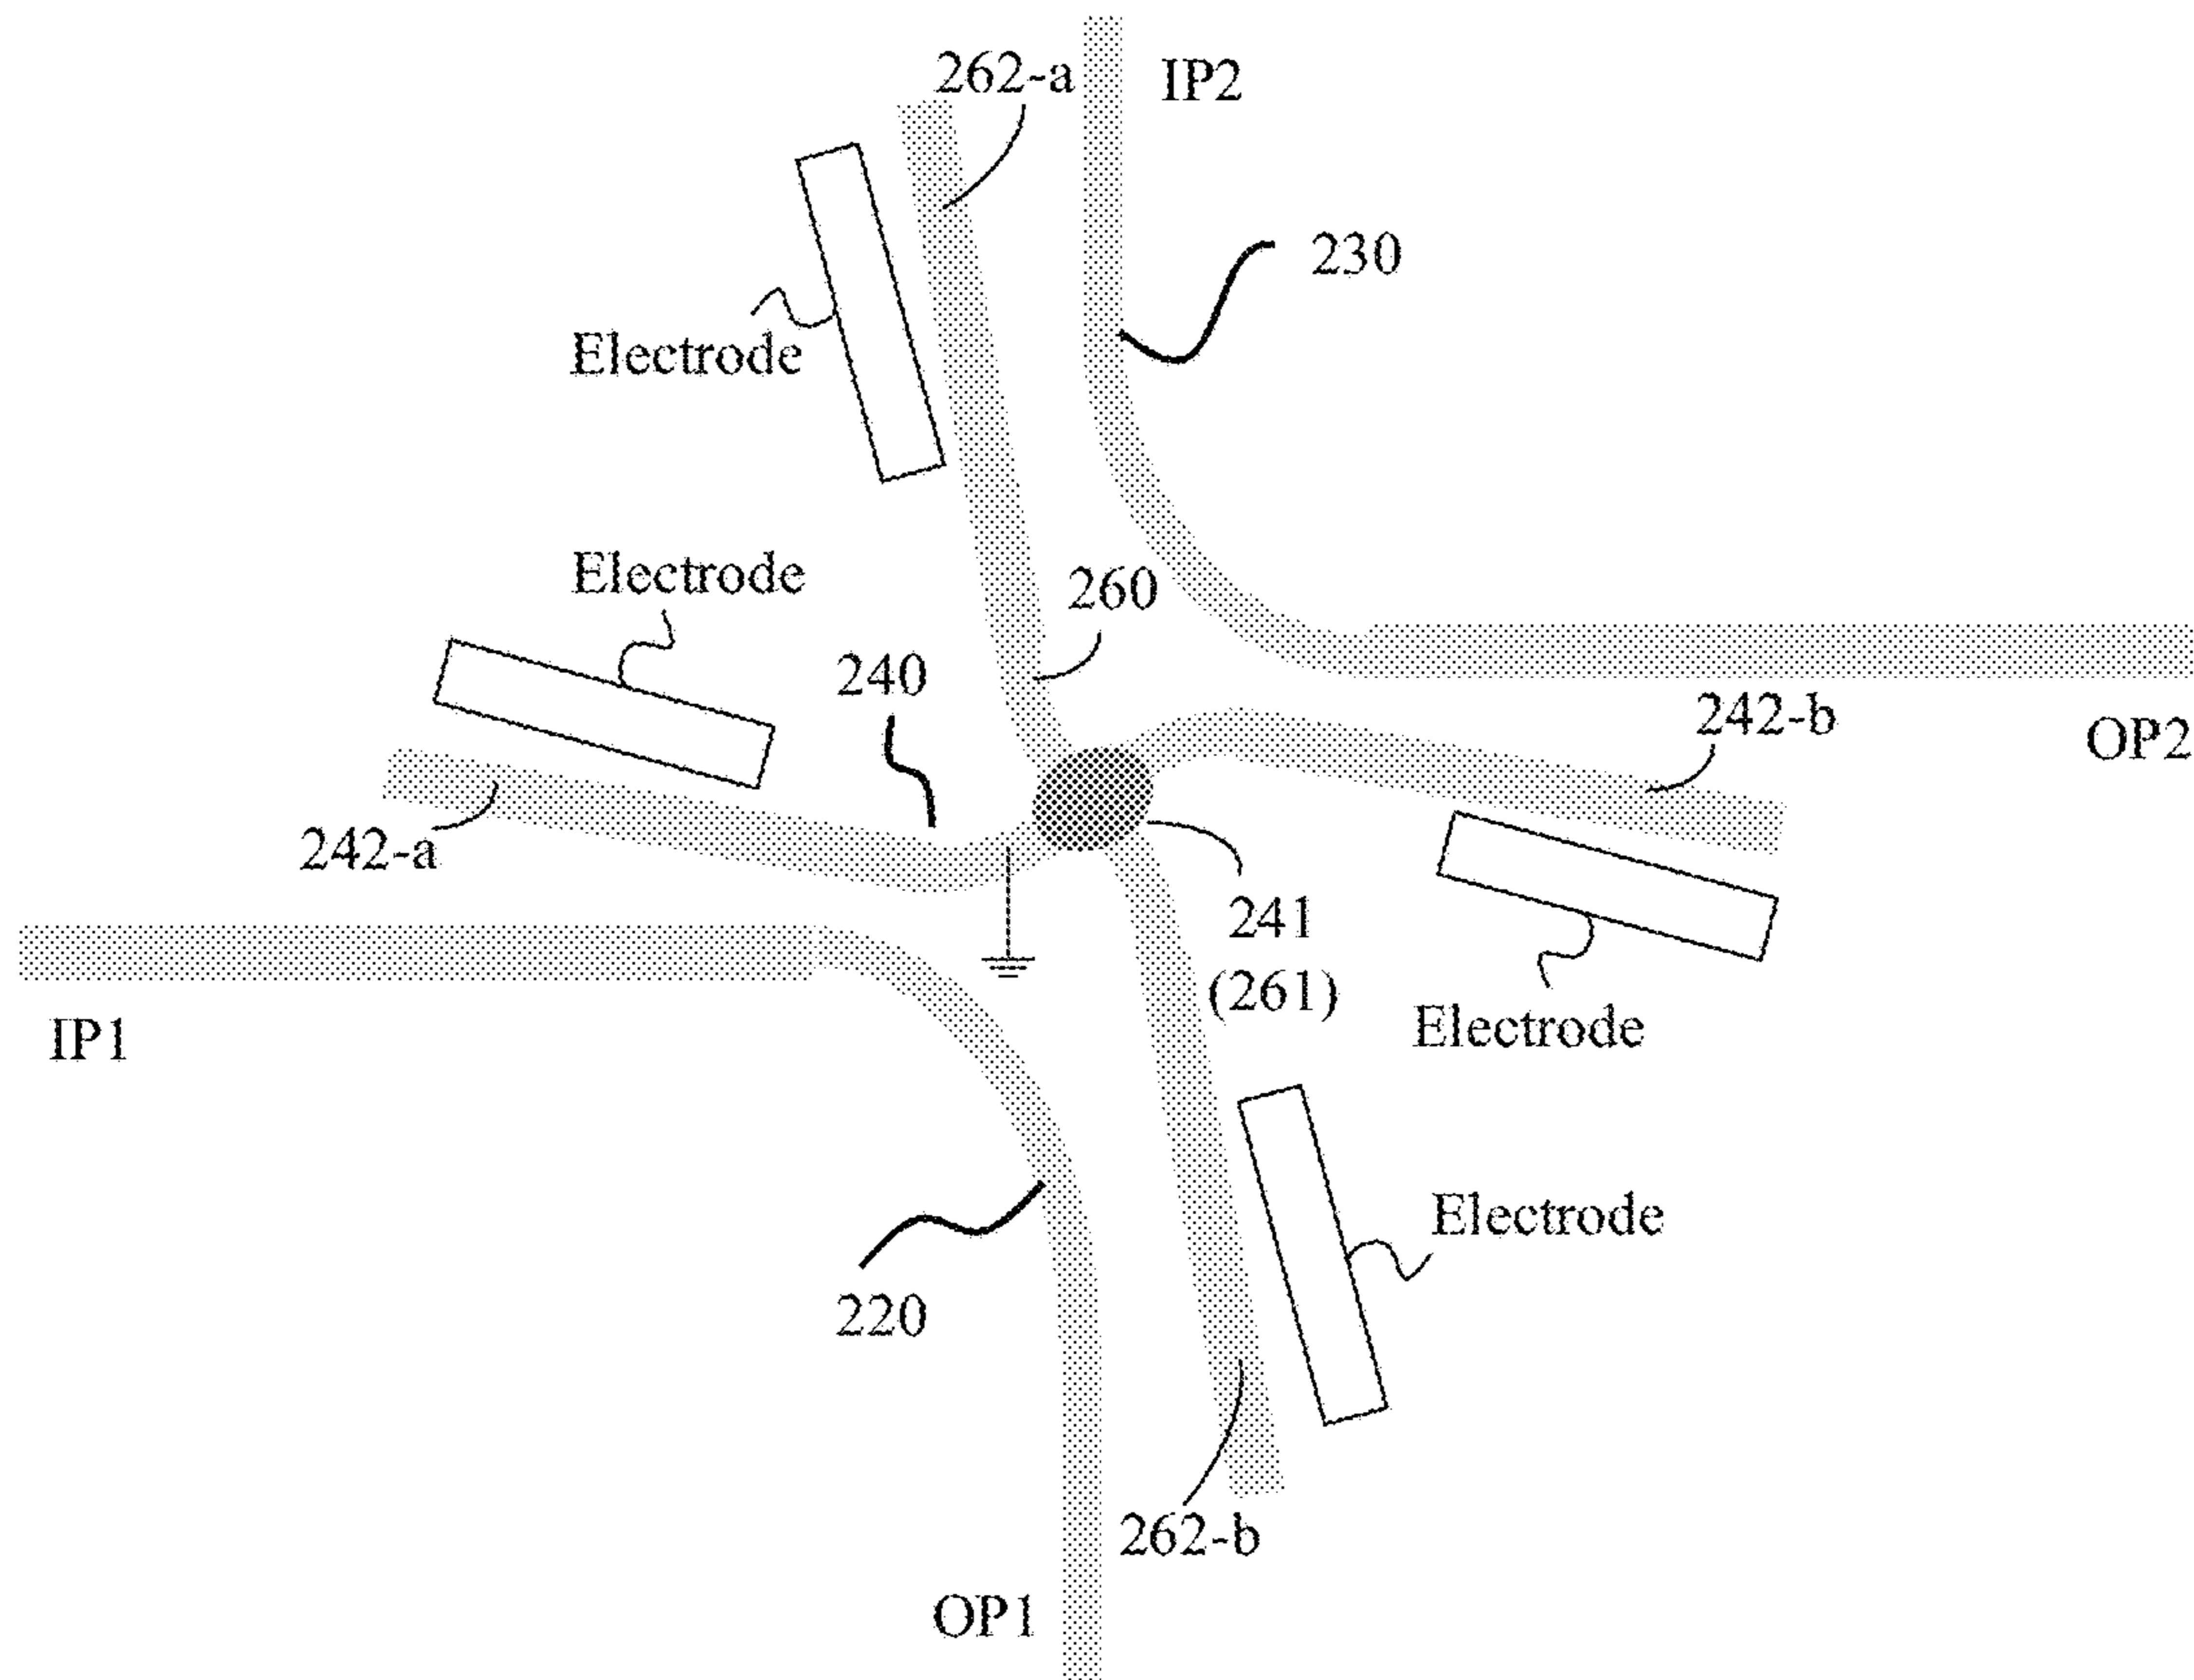 262-a
IP2
230
Electrode
Electrode
260
240
242-b
OP2
242-a
241
(261)
IP1
Electrode
Electrode
220
262-b
OP1